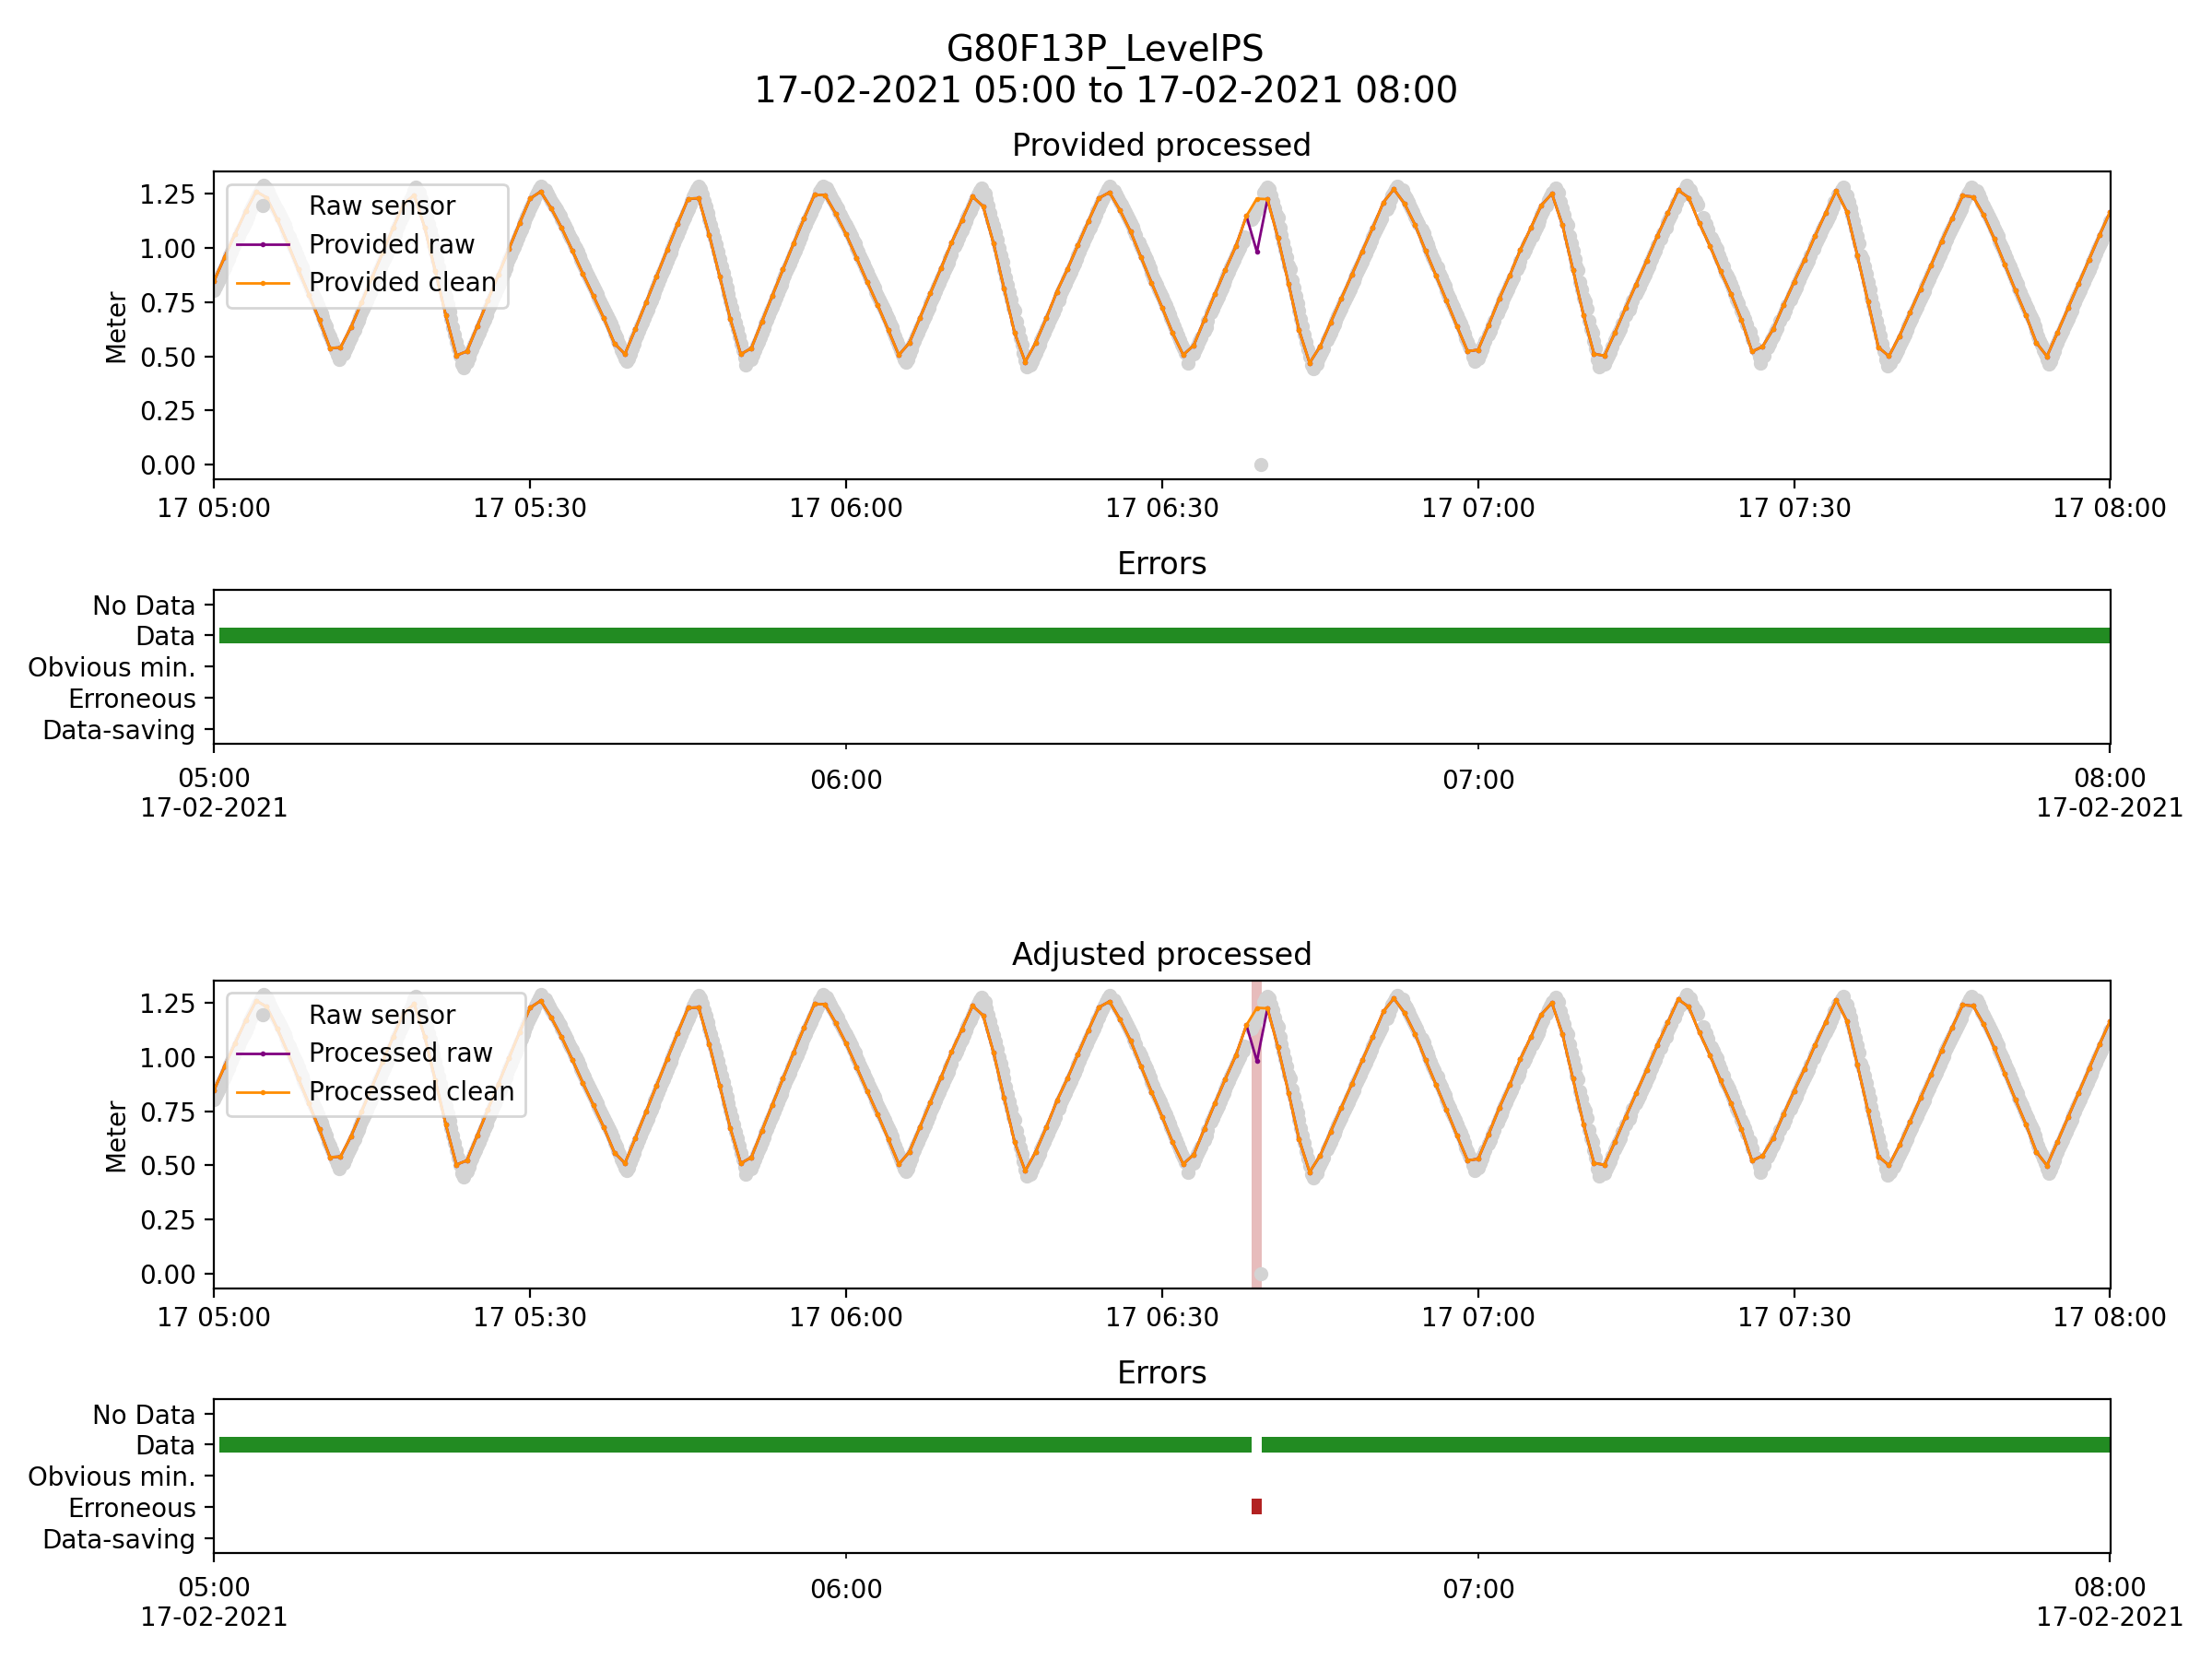 G80F13P_LevelPS
17-02-2021 05:00 to 17-02-2021 08:00
Provided processed
Meter
1.25
1.00
0.75
0.50
0.25
0.00
Raw sensor
Provided raw
Provided clean
17 05:00 17 05:30 17 06:00 17 06:30 17 07:00 17 07:30 17 08:00
Errors
No Data
Data
Obvious min.
Erroneous
Data-saving
05:00 06:00 07:00 08:00
17-02-2021 17-02-2021
Adjusted processed
Meter
1.25
1.00
0.75
0.50
0.25
0.00
Raw sensor
Processed raw
Processed clean
17 05:00 17 05:30 17 06:00 17 06:30 17 07:00 17 07:30 17 08:00
Errors
No Data
Data
Obvious min.
Erroneous
Data-saving
05:00 06:00 07:00 08:00
17-02-2021 17-02-2021